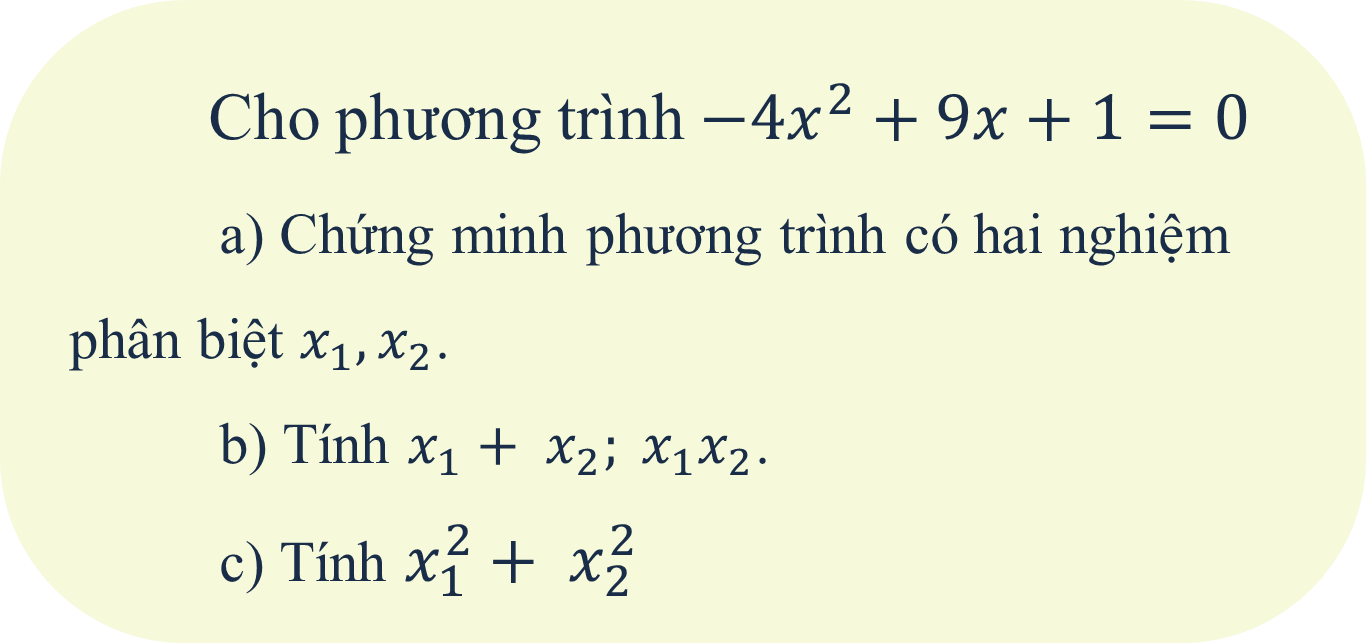 Cho phương trình −4x² + 9x + 1 = 0
a) Chứng minh phương trình có hai nghiệm
phân biệt x₁, x₂.
b) Tính x₁ + x₂; x₁x₂.
c) Tính x₁² + x₂²